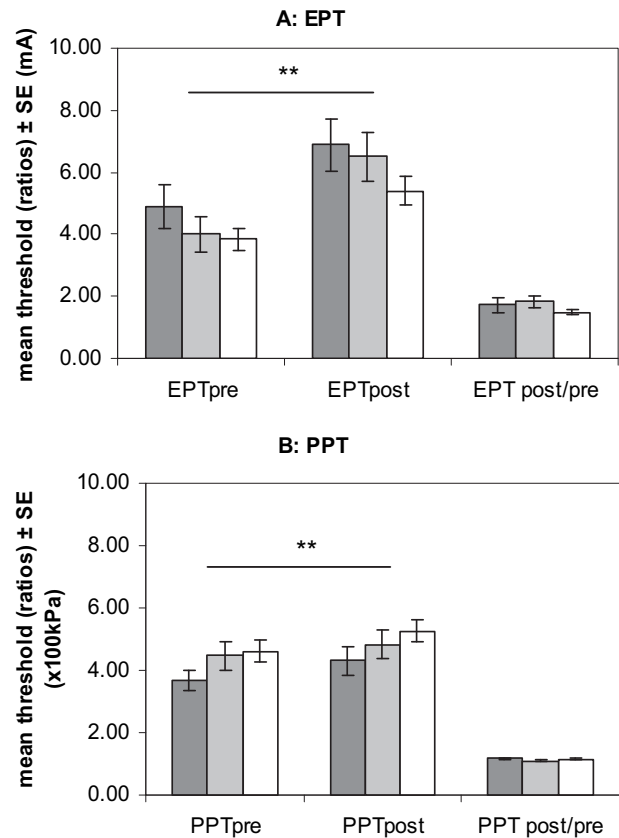 A: EPT
mean threshold (ratios) ± SE (mA)
10.00
8.00
6.00
4.00
2.00
0.00
**
EPTpre EPTpost EPT post/pre
B: PPT
mean threshold (ratios) ± SE
(x100kPa)
10.00
8.00
6.00
4.00
2.00
0.00
**
PPTpre PPTpost PPT post/pre